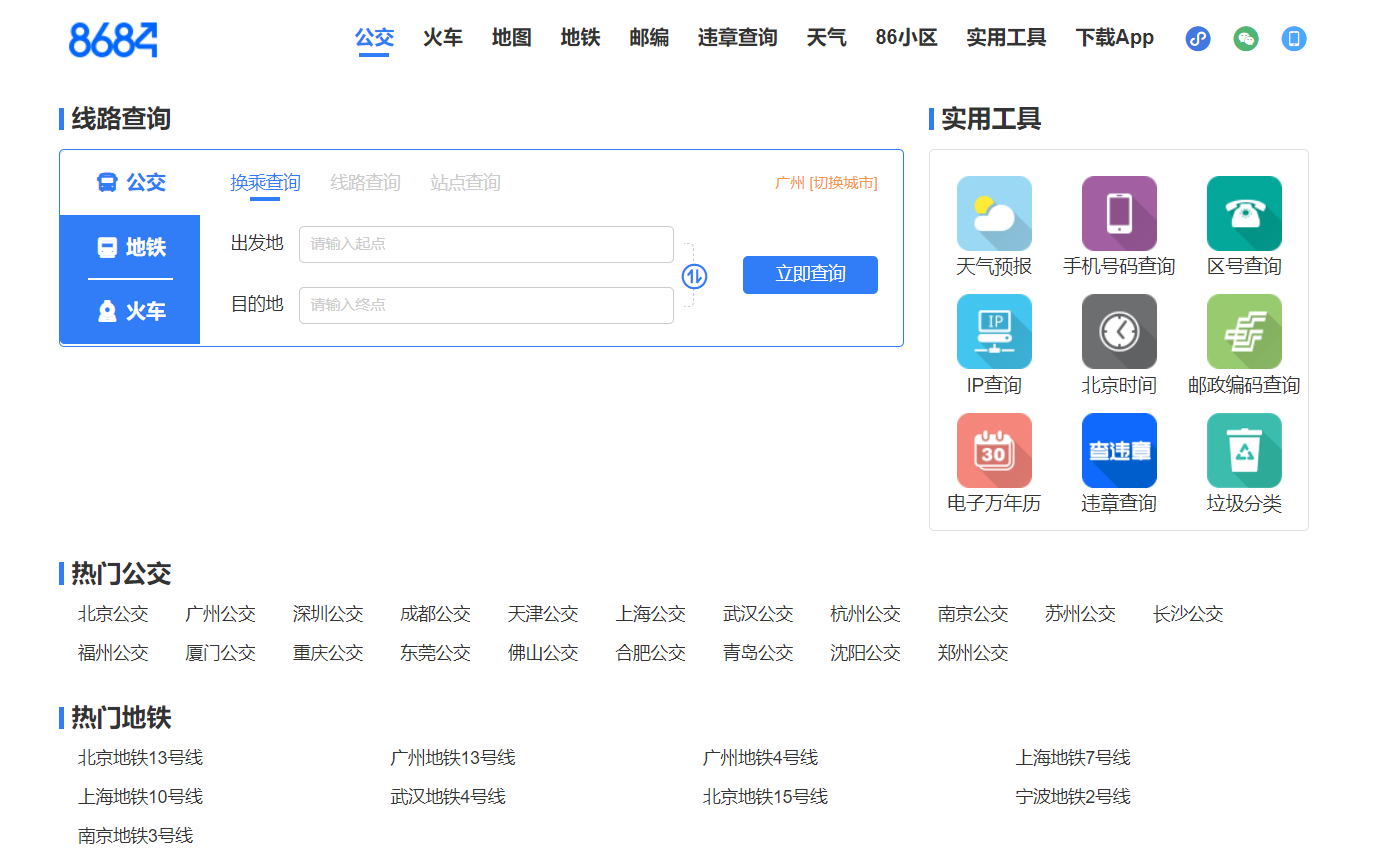 8684
公交 火车 地图 地铁 邮编 违章查询 天气 86小区 实用工具 下载App
线路查询
公交
地铁
火车
换乘查询 线路查询 站点查询 广州 [切换城市]
出发地 请输入起点
目的地 请输入终点
立即查询
实用工具
天气预报 手机号码查询 区号查询
IP
IP查询 北京时间 邮政编码查询
30 查违章
电子万年历 违章查询 垃圾分类
热门公交
北京公交 广州公交 深圳公交 成都公交 天津公交 上海公交 武汉公交 杭州公交 南京公交 苏州公交 长沙公交
福州公交 厦门公交 重庆公交 东莞公交 佛山公交 合肥公交 青岛公交 沈阳公交 郑州公交
热门地铁
北京地铁13号线 广州地铁13号线 广州地铁4号线 上海地铁7号线
上海地铁10号线 武汉地铁4号线 北京地铁15号线 宁波地铁2号线
南京地铁3号线